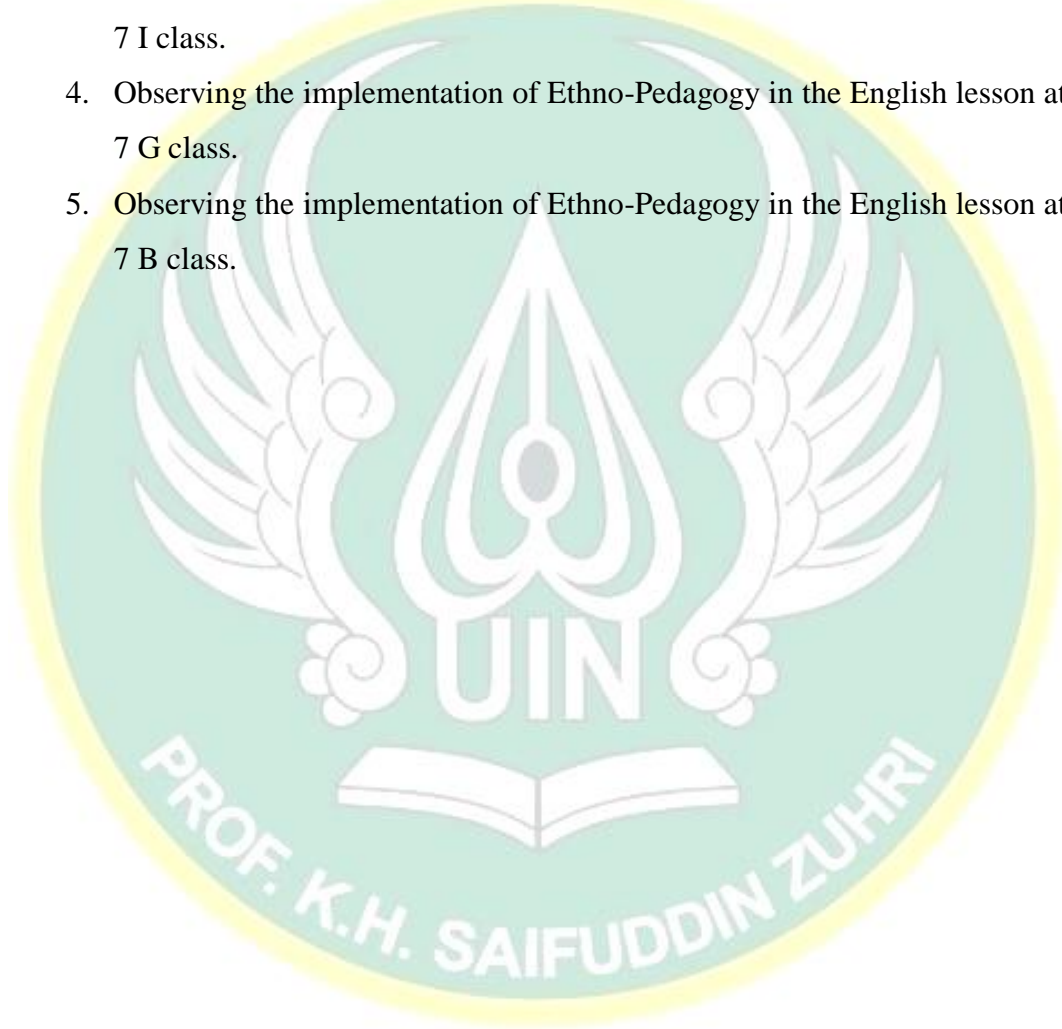 7 I class.
4. Observing the implementation of Ethno-Pedagogy in the English lesson at
7 G class.
5. Observing the implementation of Ethno-Pedagogy in the English lesson at
7 B class.
UIN
PROF. K.H. SAIFUDDIN ZUHRI